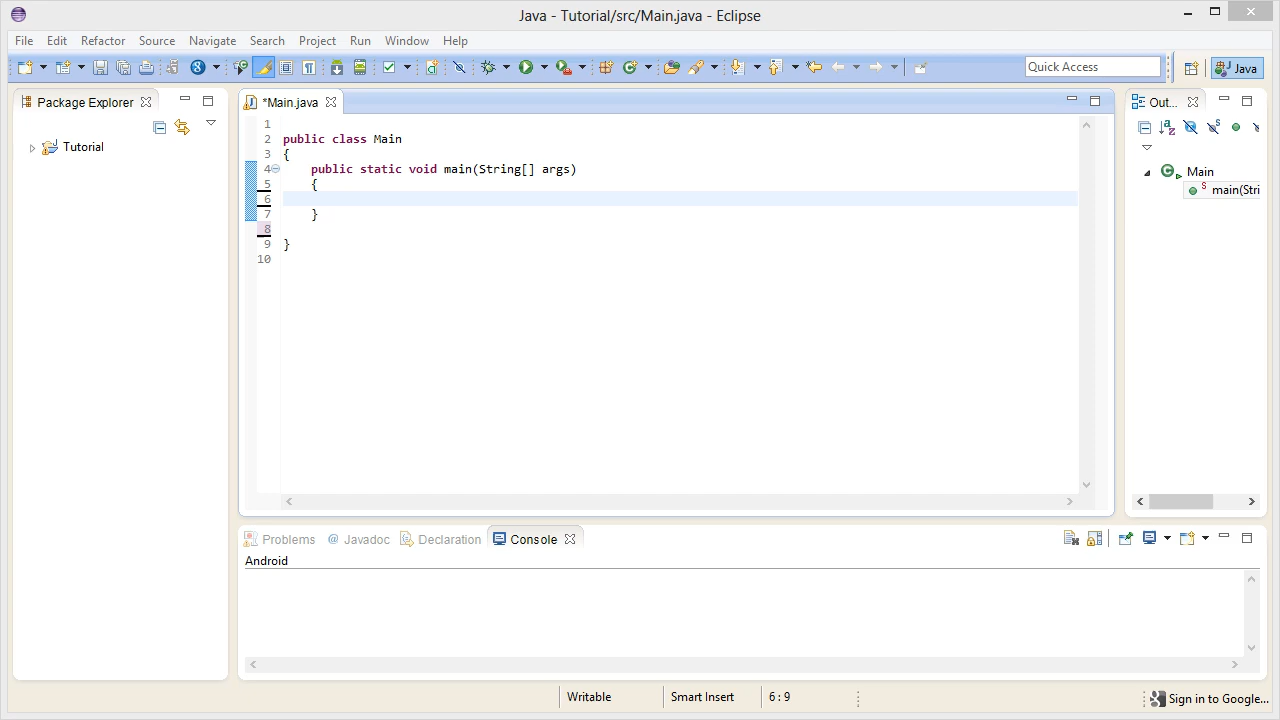 Java - Tutorial/src/Main.java - Eclipse
File Edit Refactor Source Navigate Search Project Run Window Help
Quick Access
Java
Package Explorer
*Main.java
Out...
Tutorial
1
2 public class Main
3 {
4 public static void main(String[] args)
5 {
6
7 }
8
9 }
10
Main
main(Stri
Problems @ Javadoc Declaration Console
Android
Writable Smart Insert 6 : 9 Sign in to Google...